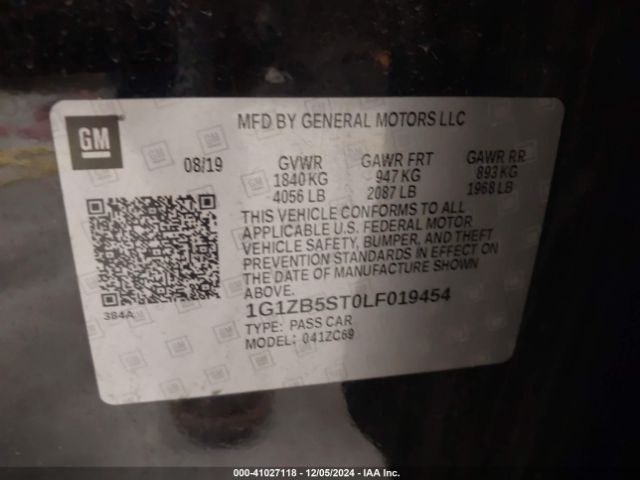 GM
MFD BY GENERAL MOTORS LLC
08/19
GVWR GAWR FRT GAWR RR
1840 KG 947 KG 893 KG
4056 LB 2087 LB 1968 LB
THIS VEHICLE CONFORMS TO ALL
APPLICABLE U.S. FEDERAL MOTOR
VEHICLE SAFETY, BUMPER, AND THEFT
PREVENTION STANDARDS IN EFFECT ON
THE DATE OF MANUFACTURE SHOWN
ABOVE.
384A
1G1ZB5ST0LF019454
TYPE: PASS CAR
MODEL: 041ZC69
000-41027118 - 12/05/2024 - IAA Inc.